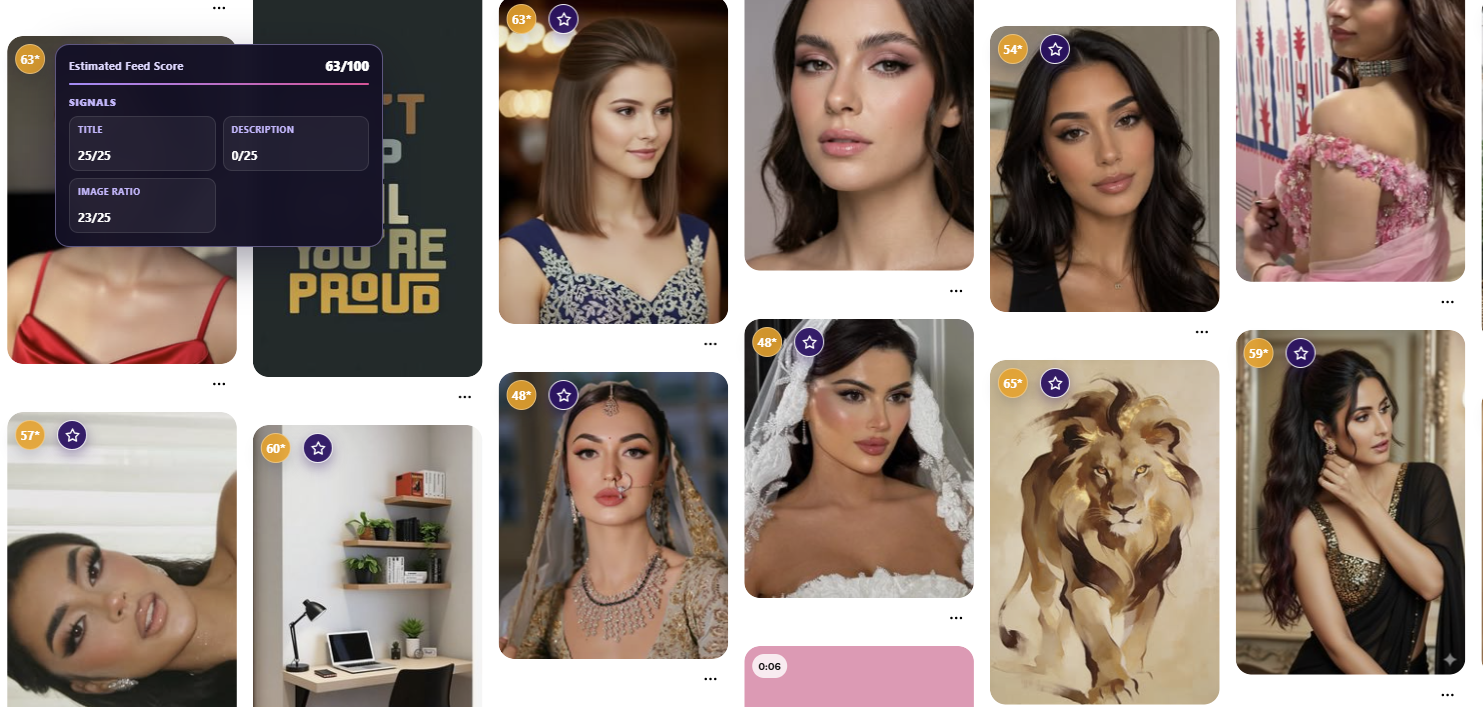 63*
Estimated Feed Score 63/100
SIGNALS
TITLE
25/25
DESCRIPTION
0/25
IMAGE RATIO
23/25
YOU'RE
PROUD
63*
54*
57*
60*
48*
48*
0:06
65*
59*